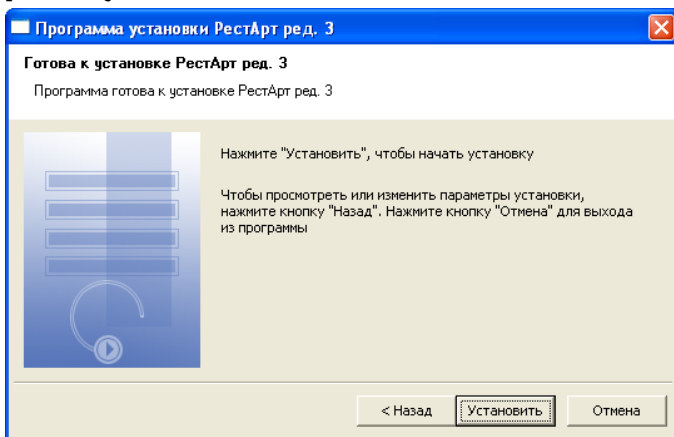 Программа установки РестАрт ред. 3
Готова к установке РестАрт ред. 3
Программа готова к установке РестАрт ред. 3
Нажмите "Установить", чтобы начать установку
Чтобы просмотреть или изменить параметры установки,
нажмите кнопку "Назад". Нажмите кнопку "Отмена" для выхода
из программы
< Назад
Установить
Отмена